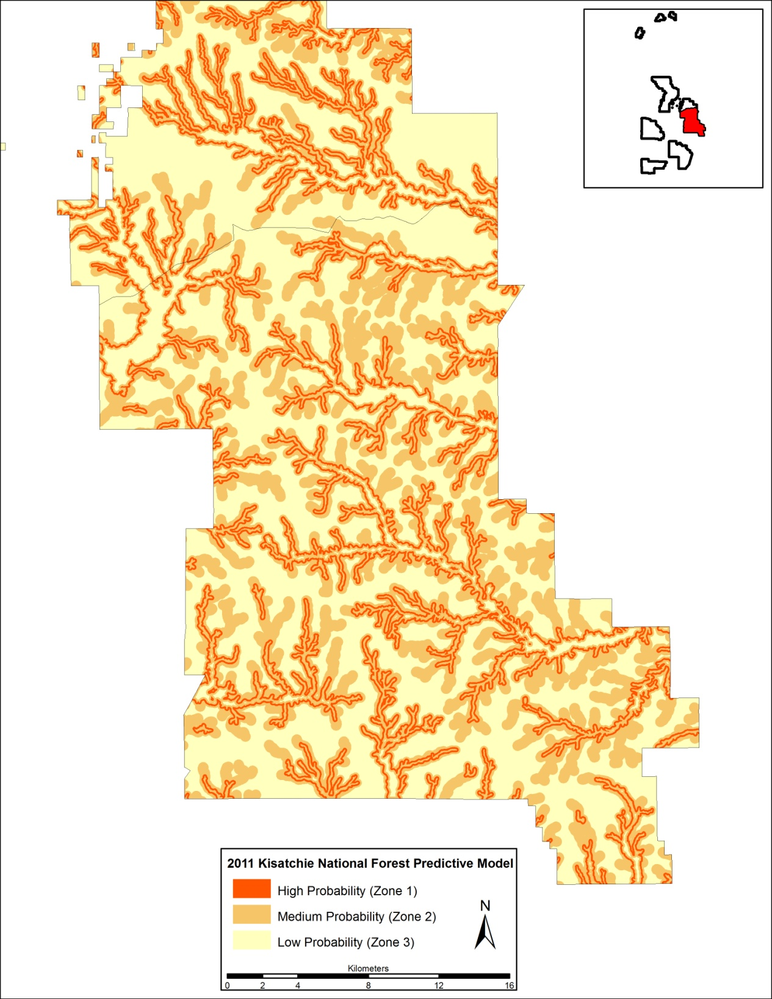 2011 Kisatchie National Forest Predictive Model
High Probability (Zone 1)
Medium Probability (Zone 2)
Low Probability (Zone 3)
N
Kilometers
0 2 4 8 12 16